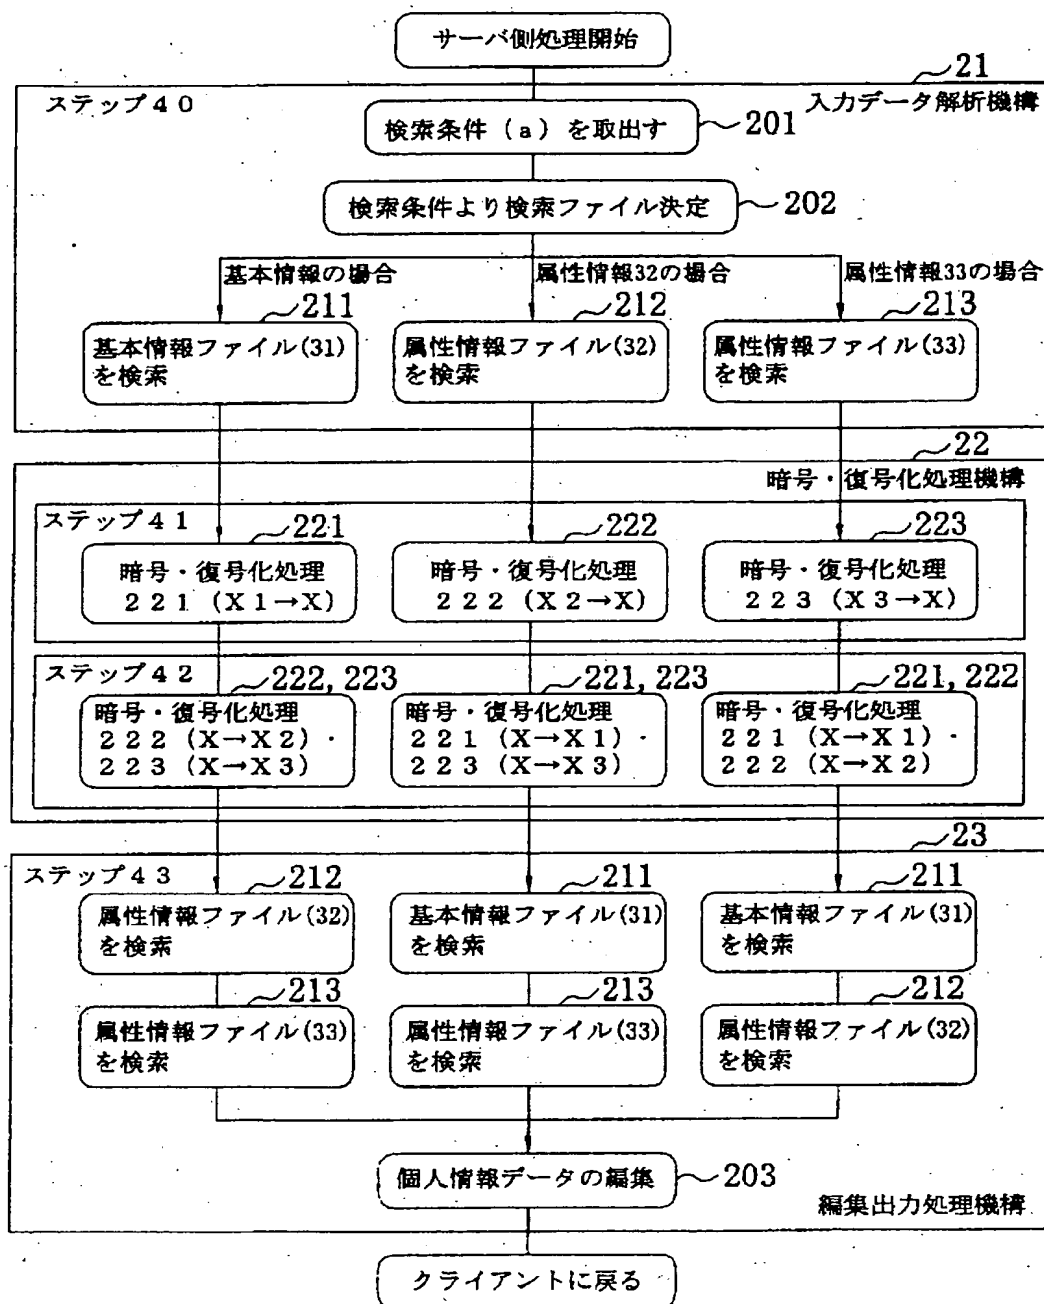 サーバ側処理開始
21
ステップ40
入力データ解析機構
検索条件(a)を取出す
201
検索条件より検索ファイル決定
202
基本情報の場合
属性情報32の場合
属性情報33の場合
211
212
213
基本情報ファイル(31)
を検索
属性情報ファイル(32)
を検索
属性情報ファイル(33)
を検索
22
暗号・復号化処理機構
ステップ41
221
222
223
暗号・復号化処理
221(X1→X)
暗号・復号化処理
222(X2→X)
暗号・復号化処理
223(X3→X)
ステップ42
222, 223
221, 223
221, 222
暗号・復号化処理
222(X→X2)・
223(X→X3)
暗号・復号化処理
221(X→X1)・
223(X→X3)
暗号・復号化処理
221(X→X1)・
222(X→X2)
23
ステップ43
212
211
211
属性情報ファイル(32)
を検索
基本情報ファイル(31)
を検索
基本情報ファイル(31)
を検索
213
213
212
属性情報ファイル(33)
を検索
属性情報ファイル(33)
を検索
属性情報ファイル(32)
を検索
個人情報データの編集
203
編集出力処理機構
クライアントに戻る